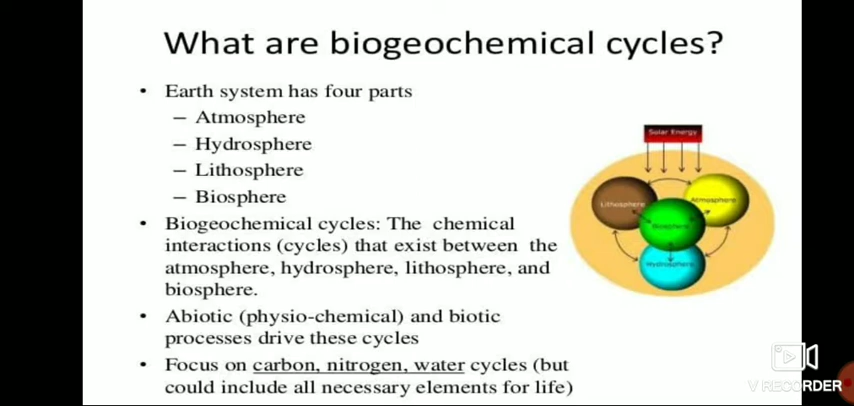 What are biogeochemical cycles?
• Earth system has four parts
– Atmosphere
– Hydrosphere
– Lithosphere
– Biosphere
• Biogeochemical cycles: The chemical
interactions (cycles) that exist between the
atmosphere, hydrosphere, lithosphere, and
biosphere.
• Abiotic (physio-chemical) and biotic
processes drive these cycles
• Focus on carbon, nitrogen, water cycles (but
could include all necessary elements for life)
Solar Energy
Lithosphere
Atmosphere
Biosphere
Hydrosphere
V RECORDER